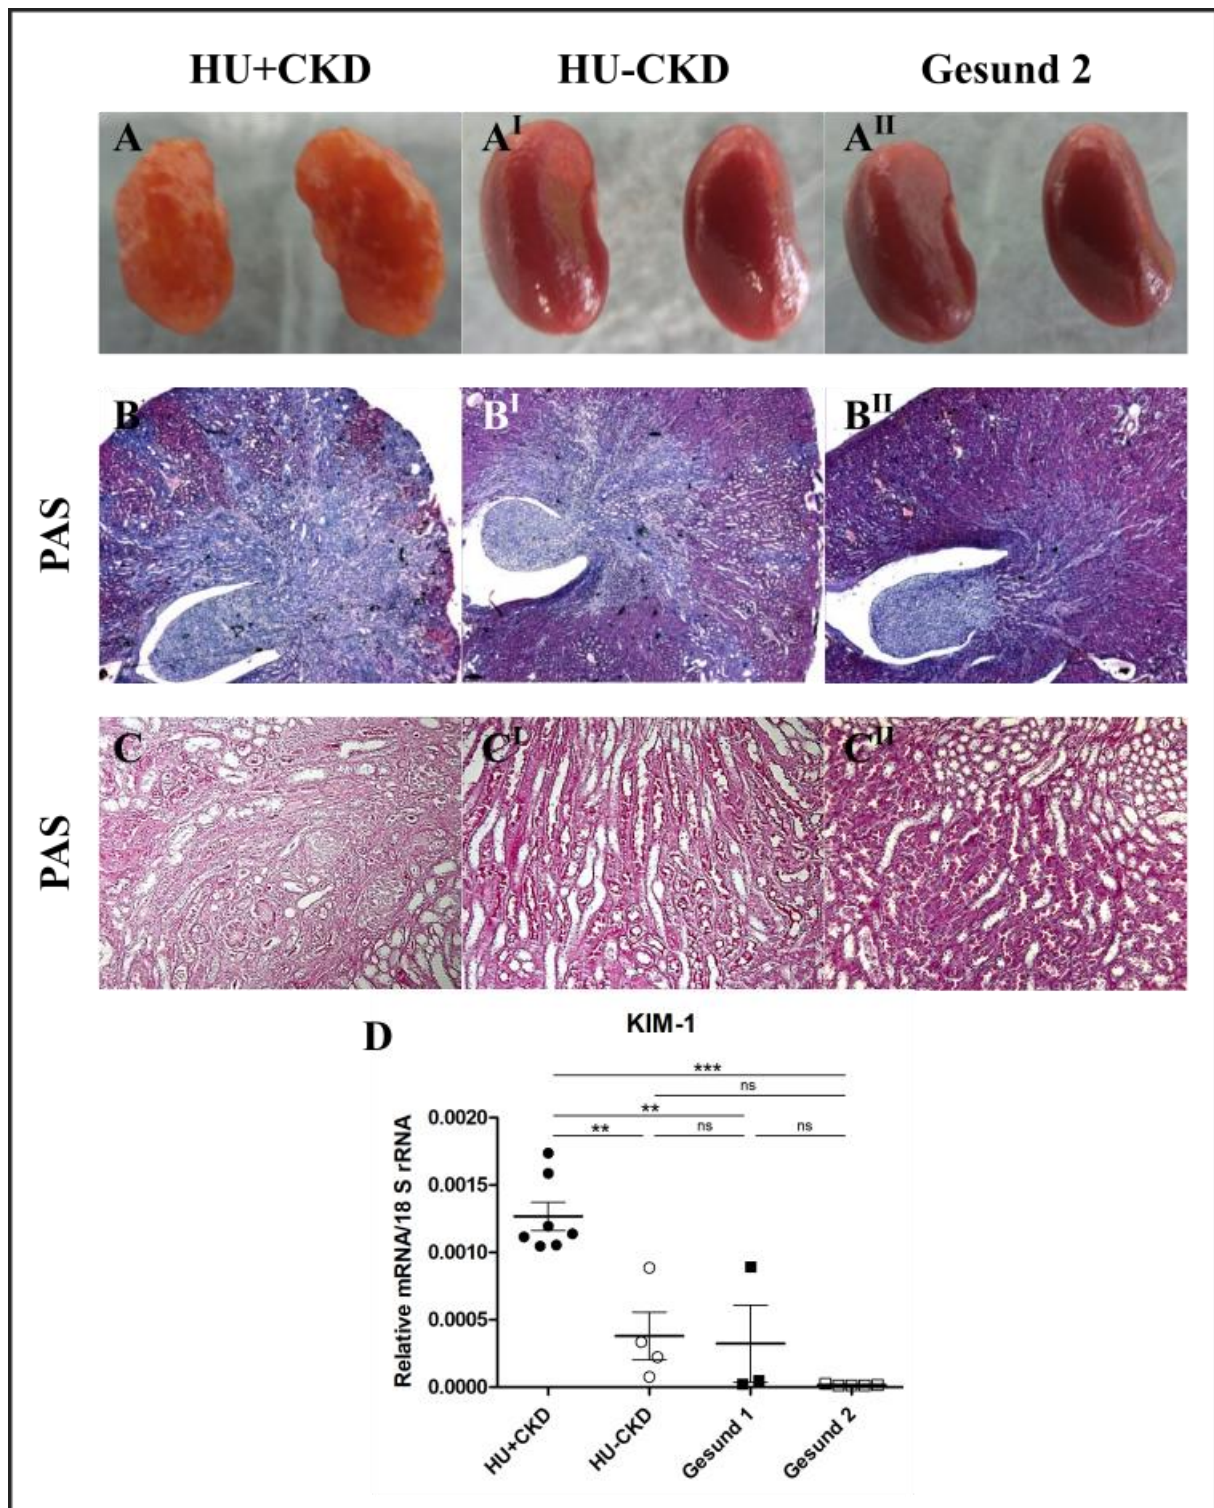 HU+CKD HU-CKD Gesund 2
A A^I A^II
PAS
B B^I B^II
PAS
C C^I C^II
D
KIM-1
***
ns
**
** ns ns
Relative mRNA/18 S rRNA
0.0020
0.0015
0.0010
0.0005
0.0000
HU+CKD HU-CKD Gesund 1 Gesund 2